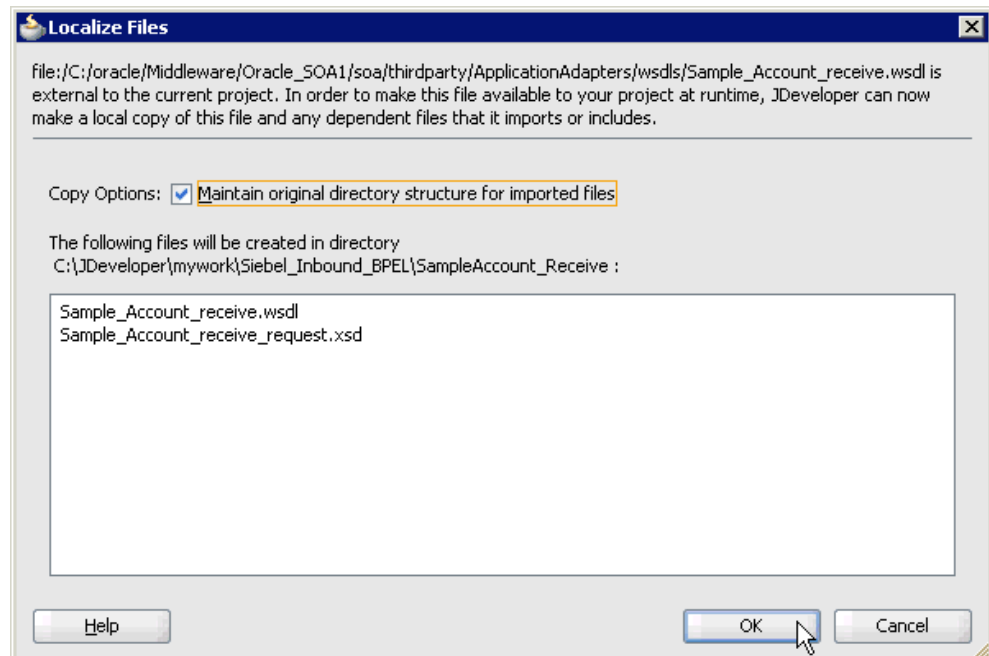 Localize Files
file:/C:/oracle/Middleware/Oracle_SOA1/soa/thirdparty/ApplicationAdapters/wsdls/Sample_Account_receive.wsdl is
external to the current project. In order to make this file available to your project at runtime, JDeveloper can now
make a local copy of this file and any dependent files that it imports or includes.
Copy Options: Maintain original directory structure for imported files
The following files will be created in directory
C:\JDeveloper\mywork\Siebel_Inbound_BPEL\SampleAccount_Receive :
Sample_Account_receive.wsdl
Sample_Account_receive_request.xsd
Help OK Cancel